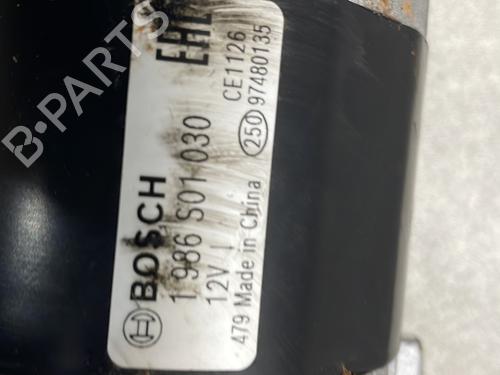 BOSCH
EAC
1 986 S01 030
12V
CE1126
479 Made in China
250 97480135
B-PARTS